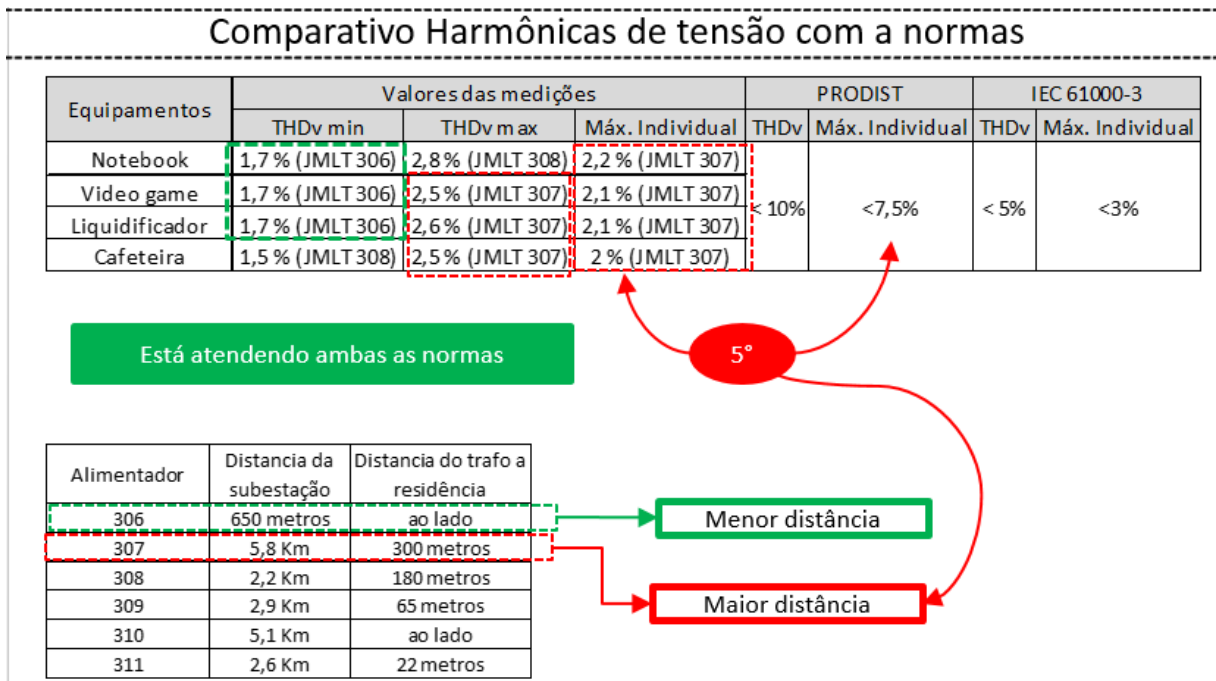 Comparativo Harmônicas de tensão com a normas
Equipamentos Valores das medições PRODIST IEC 61000-3
THDv min THDv max Máx. Individual THDv Máx. Individual THDv Máx. Individual
Notebook 1,7 % (JMLT 306) 2,8 % (JMLT 308) 2,2 % (JMLT 307)
Video game 1,7 % (JMLT 306) 2,5 % (JMLT 307) 2,1 % (JMLT 307)
< 10% <7,5% < 5% <3%
Liquidificador 1,7 % (JMLT 306) 2,6 % (JMLT 307) 2,1 % (JMLT 307)
Cafeteira 1,5 % (JMLT 308) 2,5 % (JMLT 307) 2 % (JMLT 307)
Está atendendo ambas as normas
5°
Alimentador Distancia da subestação Distancia do trafo a residência
306 650 metros ao lado
307 5,8 Km 300 metros
308 2,2 Km 180 metros
309 2,9 Km 65 metros
310 5,1 Km ao lado
311 2,6 Km 22 metros
Menor distância
Maior distância